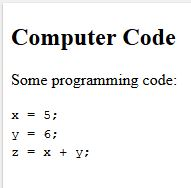 Computer Code
Some programming code:
x = 5;
y = 6;
z = x + y;